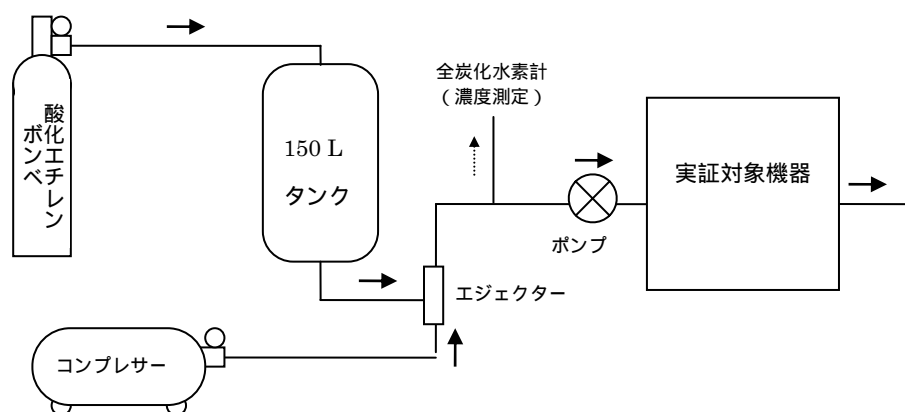 酸化エチレン
ボンベ
150 L
タンク
全炭化水素計
（濃度測定）
ポンプ
実証対象機器
エジェクター
コンプレサー